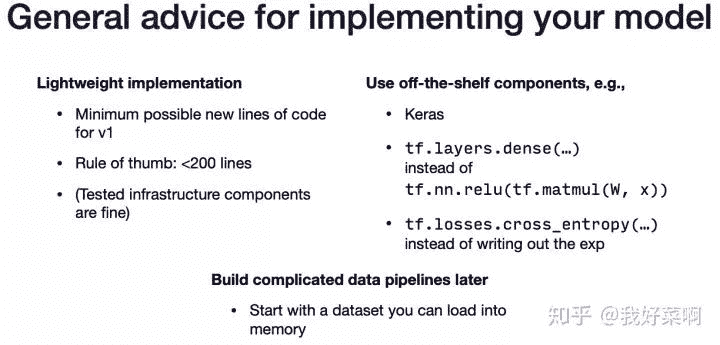 General advice for implementing your model
Lightweight implementation
• Minimum possible new lines of code
for v1
• Rule of thumb: <200 lines
• (Tested infrastructure components
are fine)
Use off-the-shelf components, e.g.,
• Keras
• tf.layers.dense(…)
instead of
tf.nn.relu(tf.matmul(W, x))
• tf.losses.cross_entropy(…)
instead of writing out the exp
Build complicated data pipelines later
• Start with a dataset you can load into
memory
知乎 @我好菜啊